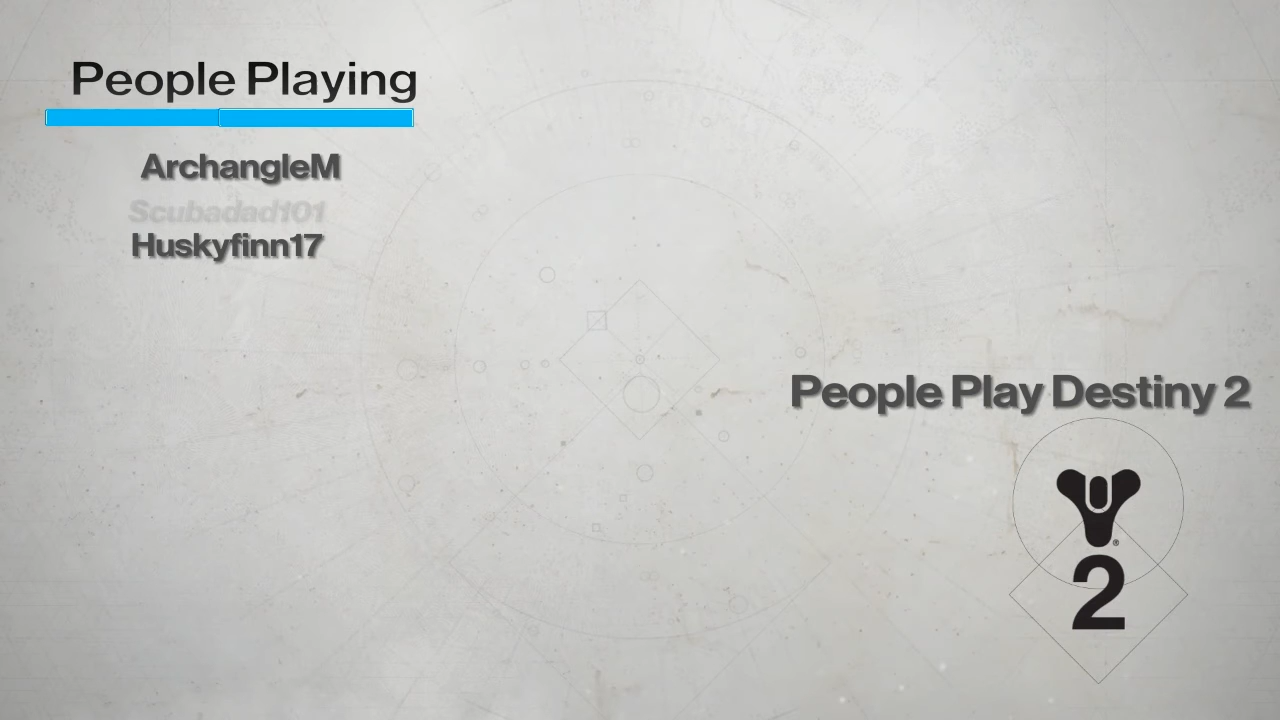 People Playing
ArchangleM
Scubadad101
Huskyfinn17
People Play Destiny 2
2